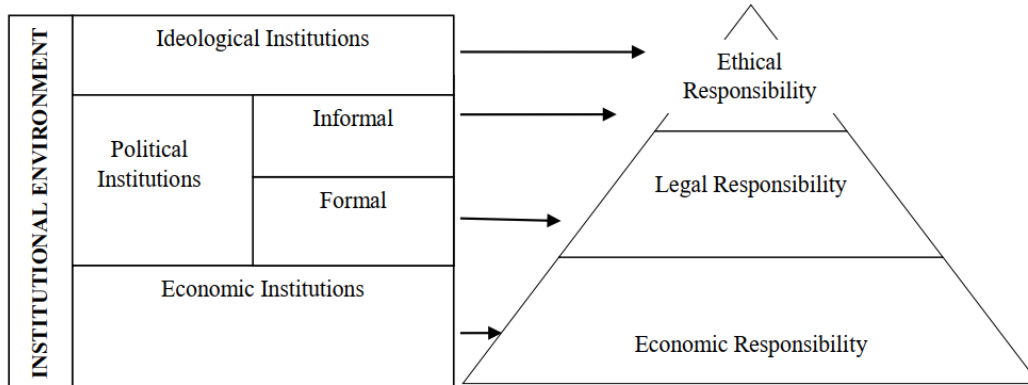 INSTITUTIONAL ENVIRONMENT
Ideological Institutions
Political
Institutions
Informal
Formal
Economic Institutions
Ethical
Responsibility
Legal Responsibility
Economic Responsibility